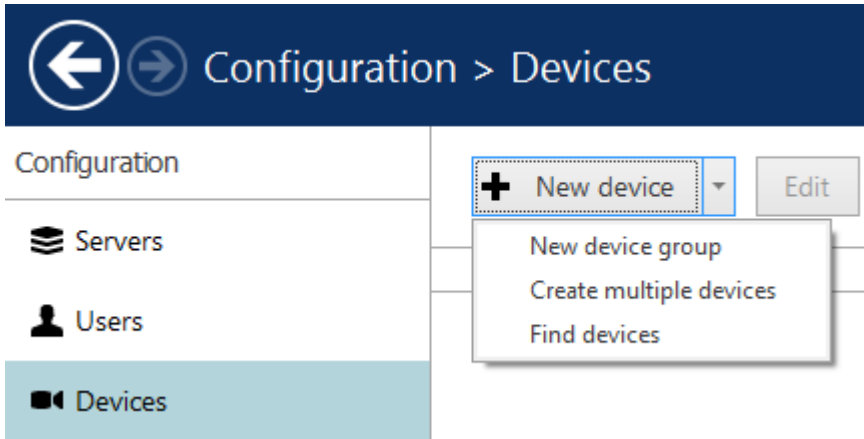 Configuration > Devices
Configuration
New device
Edit
New device group
Create multiple devices
Find devices
Servers
Users
Devices